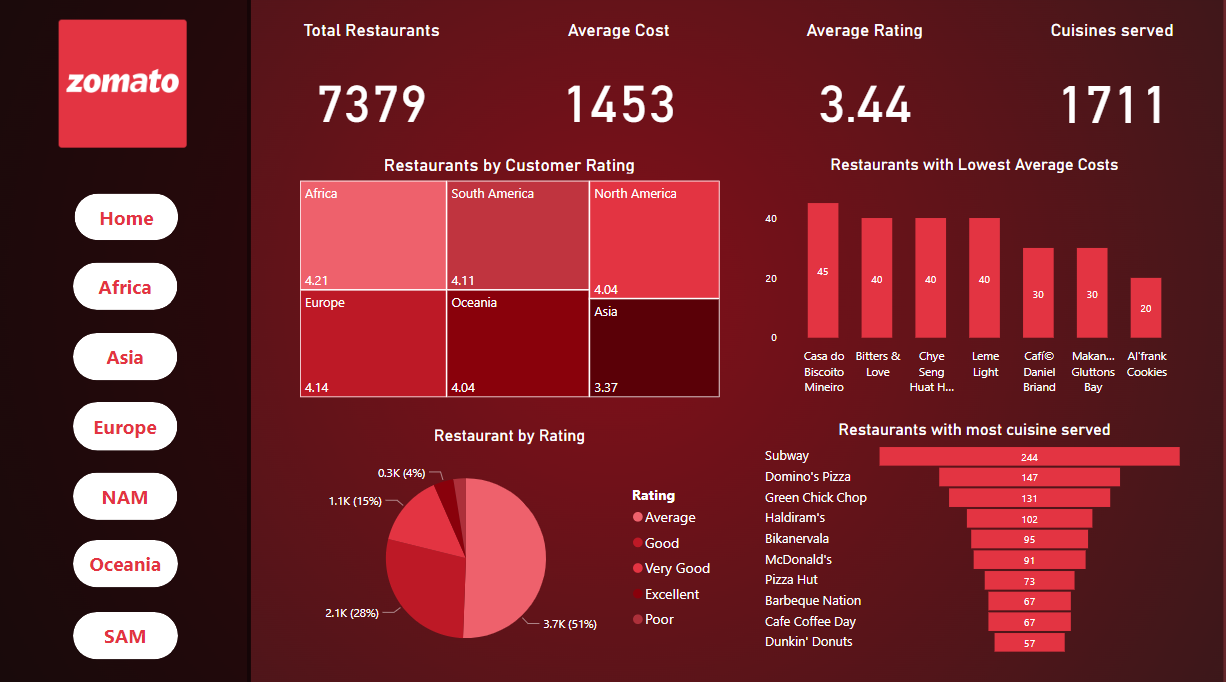 zomato
Home
Africa
Asia
Europe
NAM
Oceania
SAM
Total Restaurants
7379
Average Cost
1453
Average Rating
3.44
Cuisines served
1711
Restaurants by Customer Rating
Africa
4.21
South America
4.11
North America
4.04
Europe
4.14
Oceania
4.04
Asia
3.37
Restaurants with Lowest Average Costs
40
20
0
45
40
40
40
30
30
20
Casa do
Biscoito
Mineiro
Bitters &
Love
Chye
Seng
Huat H...
Leme
Light
Cafí©
Daniel
Briand
Makan...
Gluttons
Bay
Al'frank
Cookies
Restaurant by Rating
0.3K (4%)
1.1K (15%)
2.1K (28%)
3.7K (51%)
Rating
Average
Good
Very Good
Excellent
Poor
Restaurants with most cuisine served
Subway 244
Domino's Pizza 147
Green Chick Chop 131
Haldiram's 102
Bikanervala 95
McDonald's 91
Pizza Hut 73
Barbeque Nation 67
Cafe Coffee Day 67
Dunkin' Donuts 57